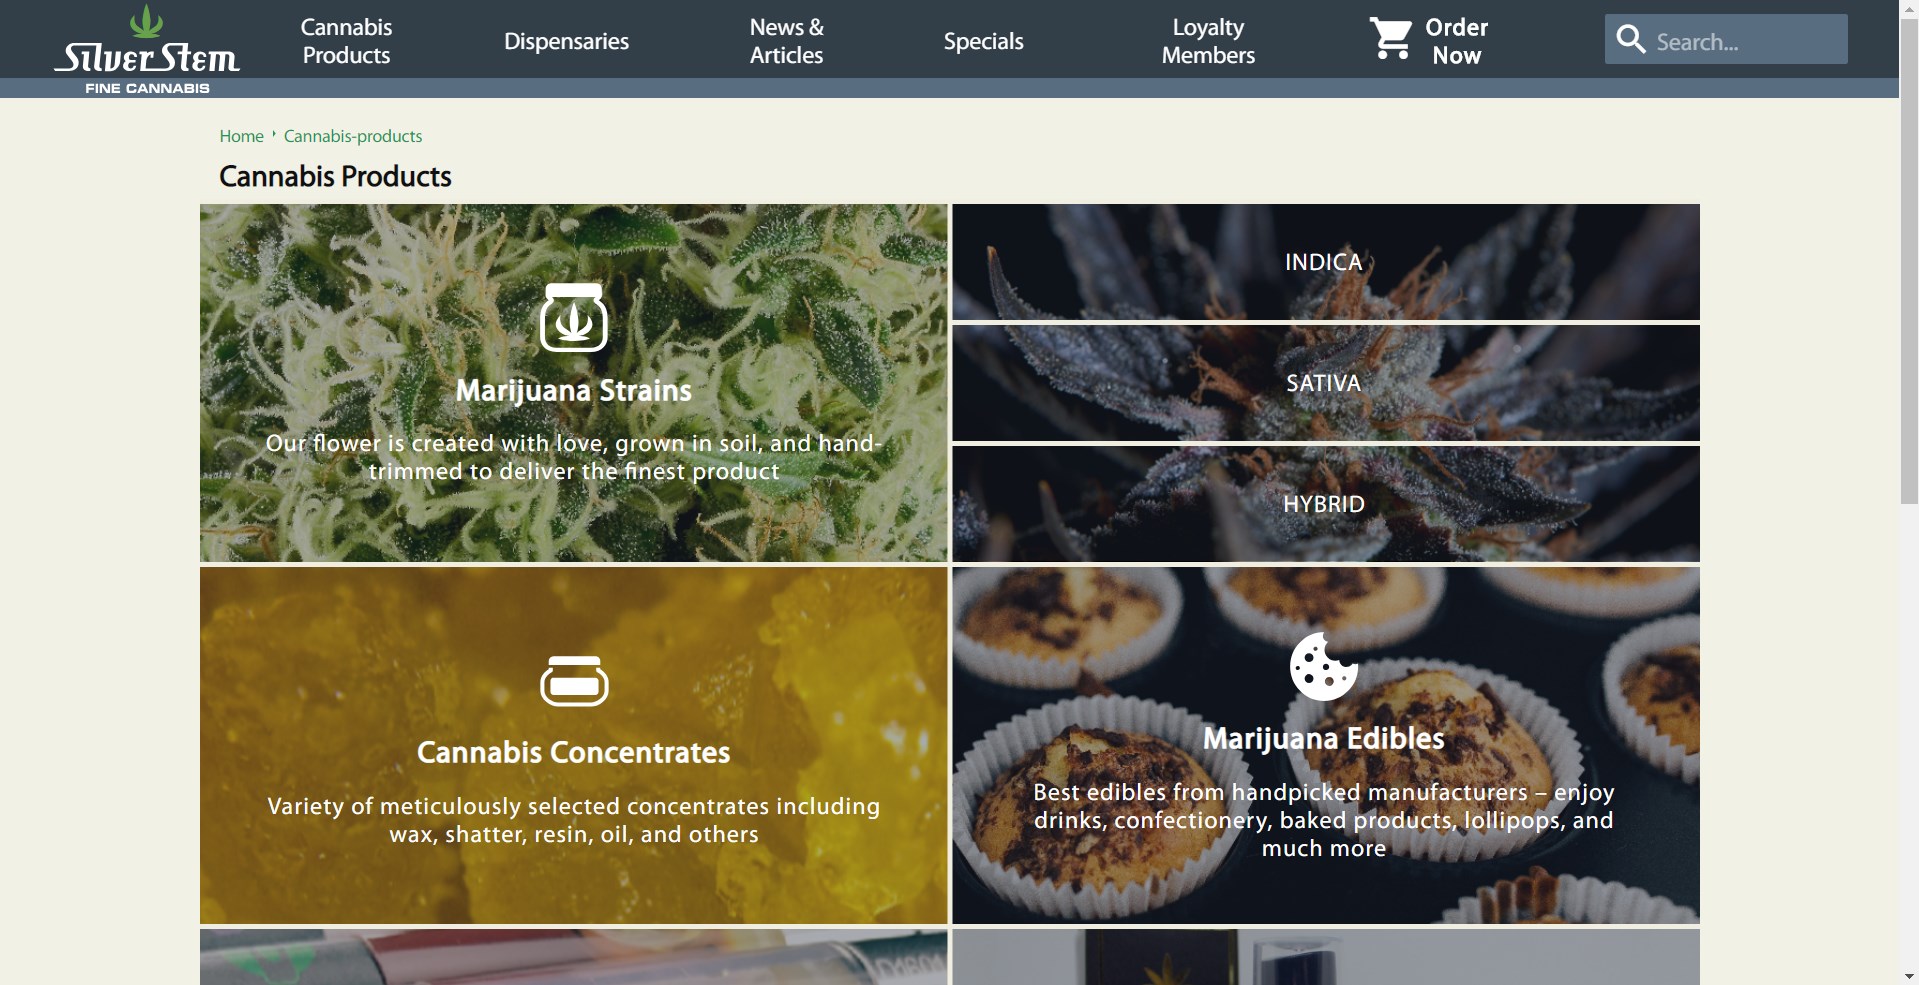 Silver Stem
FINE CANNABIS
Cannabis
Products
Dispensaries
News &
Articles
Specials
Loyalty
Members
Order
Now
Search...
Home
Cannabis-products
Cannabis Products
Marijuana Strains
Our flower is created with love, grown in soil, and hand-
trimmed to deliver the finest product
INDICA
SATIVA
HYBRID
Cannabis Concentrates
Variety of meticulously selected concentrates including
wax, shatter, resin, oil, and others
Marijuana Edibles
Best edibles from handpicked manufacturers – enjoy
drinks, confectionery, baked products, lollipops, and
much more